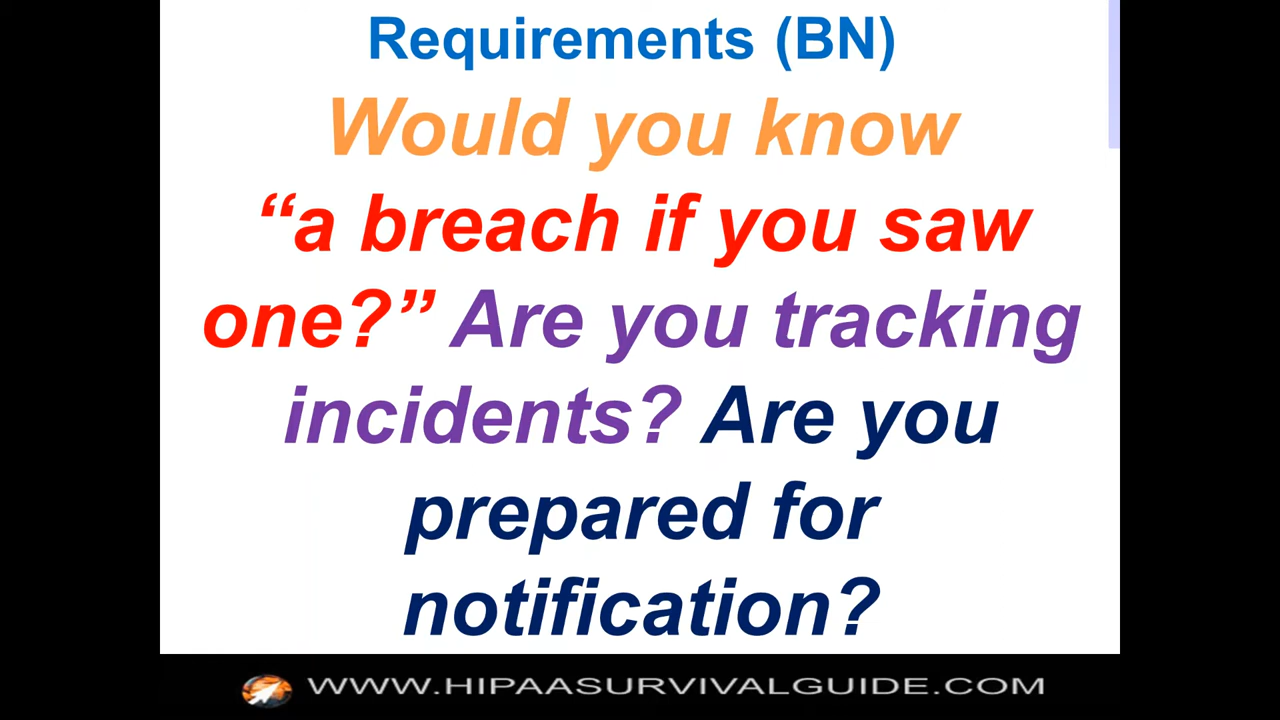 Requirements (BN)
Would you know
“a breach if you saw
one?” Are you tracking
incidents? Are you
prepared for
notification?
WWW.HIPAASURVIVALGUIDE.COM